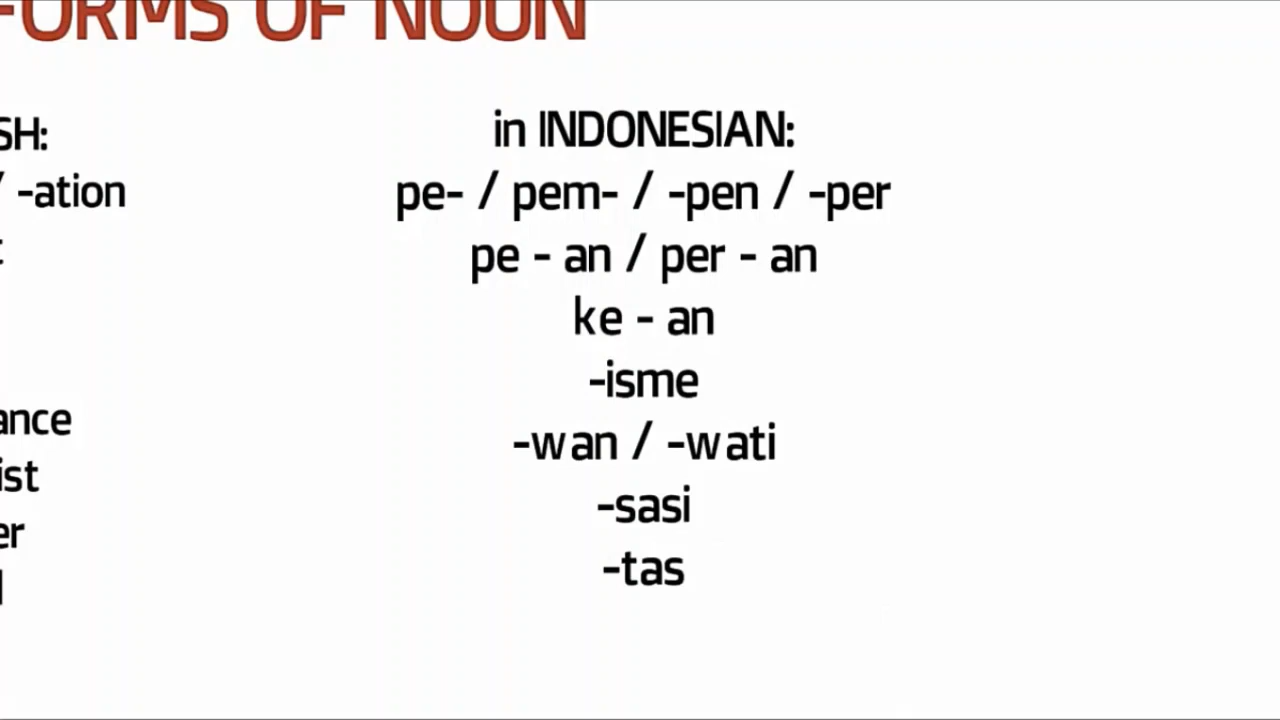 FORMS OF NOUN
SH:
/ -ation
ance
ist
er
in INDONESIAN:
pe- / pem- / -pen / -per
pe - an / per - an
ke - an
-isme
-wan / -wati
-sasi
-tas